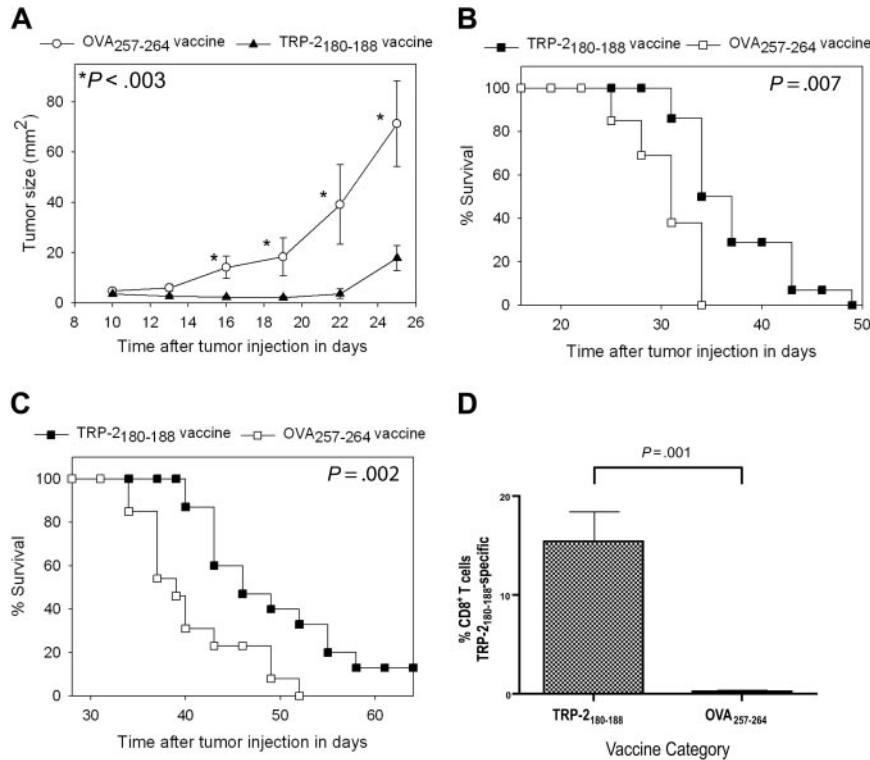 A
OVA257-264 vaccine TRP-2180-188 vaccine
*P < .003
Tumor size (mm2)
80
60
40
20
0
* * * *
8 10 12 14 16 18 20 22 24 26
Time after tumor injection in days
B
TRP-2180-188 vaccine OVA257-264 vaccine
P = .007
% Survival
100
80
60
40
20
0
20 30 40 50
Time after tumor injection in days
C
TRP-2180-188 vaccine OVA257-264 vaccine
P = .002
% Survival
100
80
60
40
20
0
30 40 50 60
Time after tumor injection in days
D
P = .001
% CD8+ T cells
TRP-2180-188-specific
20
10
0
TRP-2180-188 OVA257-264
Vaccine Category